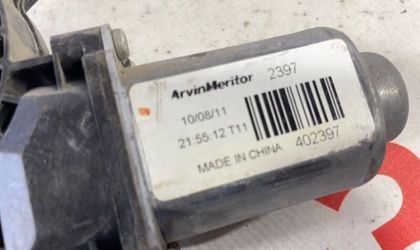 ArvinMeritor 2397
10/08/11
21:55:12 T11
MADE IN CHINA 402397